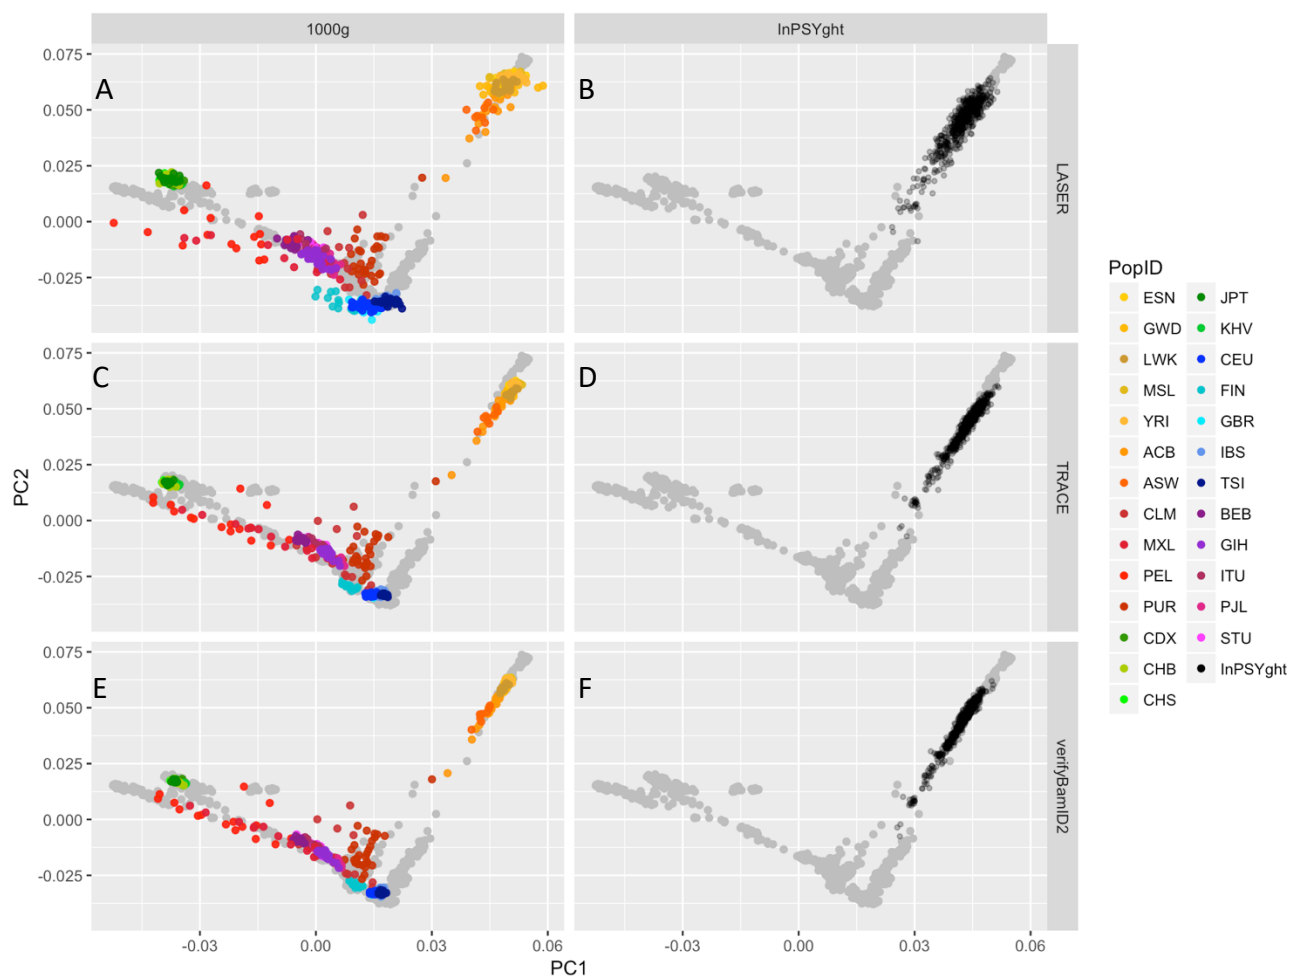 1000g
InPSYght
A
B
0.075
0.050
0.025
0.000
-0.025
LASER
C
D
0.075
0.050
0.025
0.000
-0.025
TRACE
E
F
0.075
0.050
0.025
0.000
-0.025
verifyBamID2
PC2
-0.03
0.00
0.03
0.06
-0.03
0.00
0.03
0.06
PC1
PopID
ESN
GWD
LWK
MSL
YRI
ACB
ASW
CLM
MXL
PEL
PUR
CDX
CHB
CHS
JPT
KHV
CEU
FIN
GBR
IBS
TSI
BEB
GIH
ITU
PJL
STU
InPSYght